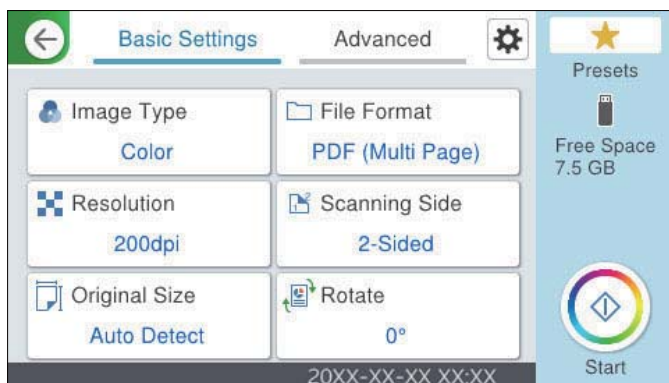 Basic Settings
Advanced
Presets
Image Type
Color
File Format
PDF (Multi Page)
Free Space
7.5 GB
Resolution
200dpi
Scanning Side
2-Sided
Original Size
Auto Detect
Rotate
0°
Start
20XX-XX-XX XX:XX